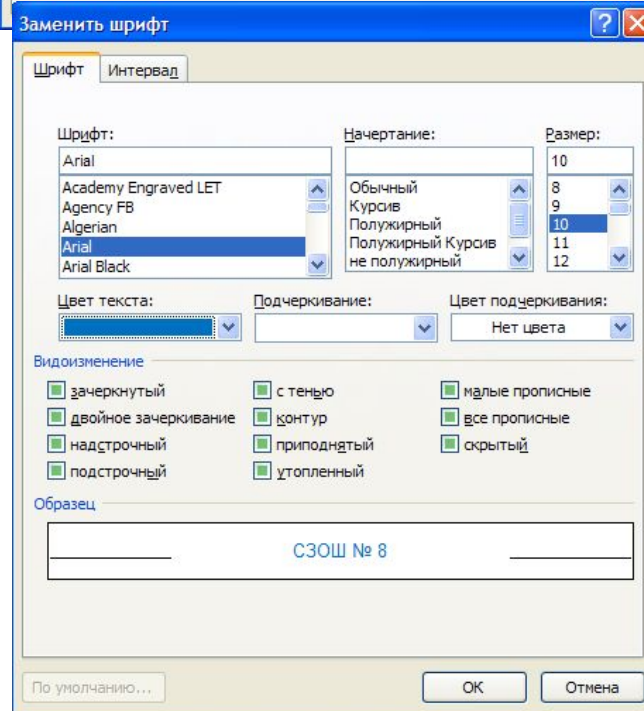 Заменить шрифт
Шрифт Интервал
Шрифт: Начертание: Размер:
Arial 10
Academy Engraved LET Обычный 8
Agency FB Курсив 9
Algerian Полужирный 10
Arial Полужирный Курсив 11
Arial Black не полужирный 12
Цвет текста: Подчеркивание: Цвет подчеркивания:
Нет цвета
Видоизменение
зачеркнутый с тенью малые прописные
двойное зачеркивание контур все прописные
надстрочный приподнятый скрытый
подстрочный утопленный
Образец
СЗОШ № 8
По умолчанию... ОК Отмена